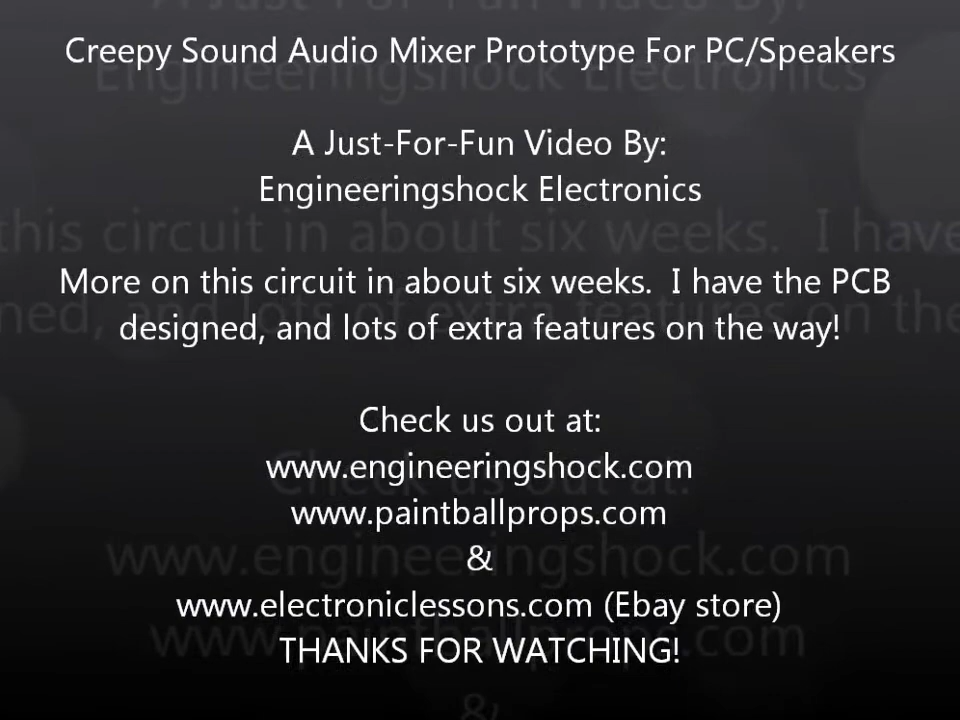 Creepy Sound Audio Mixer Prototype For PC/Speakers
A Just-For-Fun Video By:
Engineeringshock Electronics
More on this circuit in about six weeks.  I have the PCB
designed, and lots of extra features on the way!
Check us out at:
www.engineeringshock.com
www.paintballprops.com
&
www.electroniclessons.com (Ebay store)
THANKS FOR WATCHING!